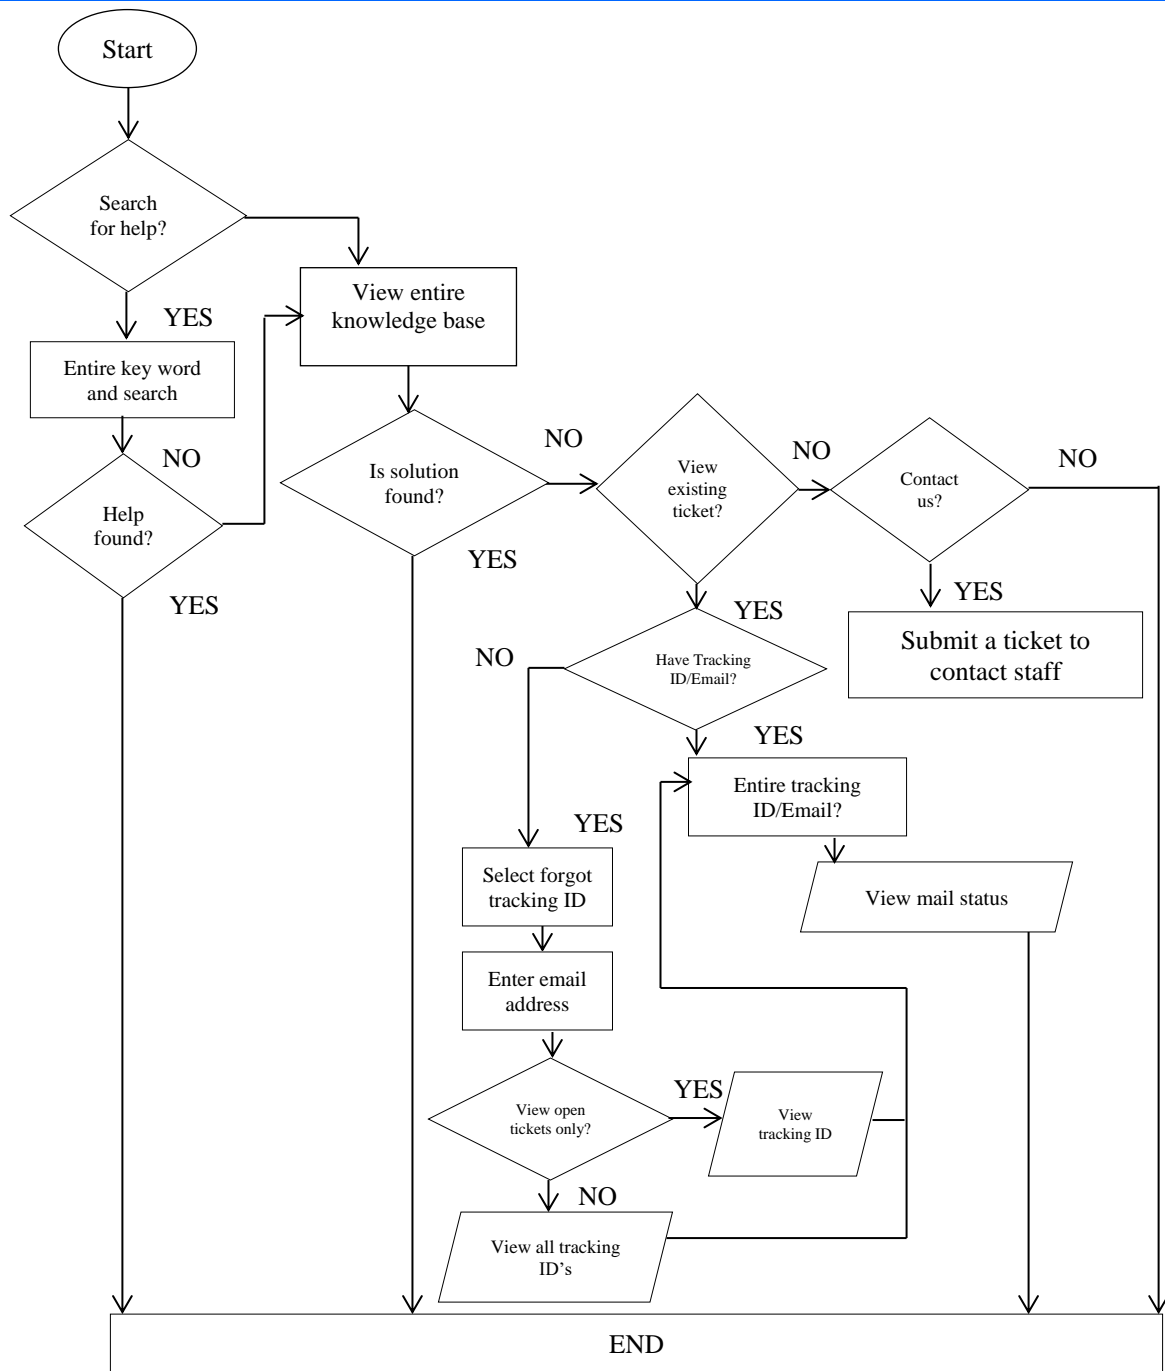 Start
Search
for help?
YES
View entire
knowledge base
Entire key word
and search
NO
Help
found?
YES
Is solution
found?
NO
YES
View
existing
ticket?
NO
YES
Contact
us?
NO
YES
Submit a ticket to
contact staff
Have Tracking
ID/Email?
NO
YES
Entire tracking
ID/Email?
View mail status
YES
Select forgot
tracking ID
Enter email
address
View open
tickets only?
YES
View
tracking ID
NO
View all tracking
ID's
END